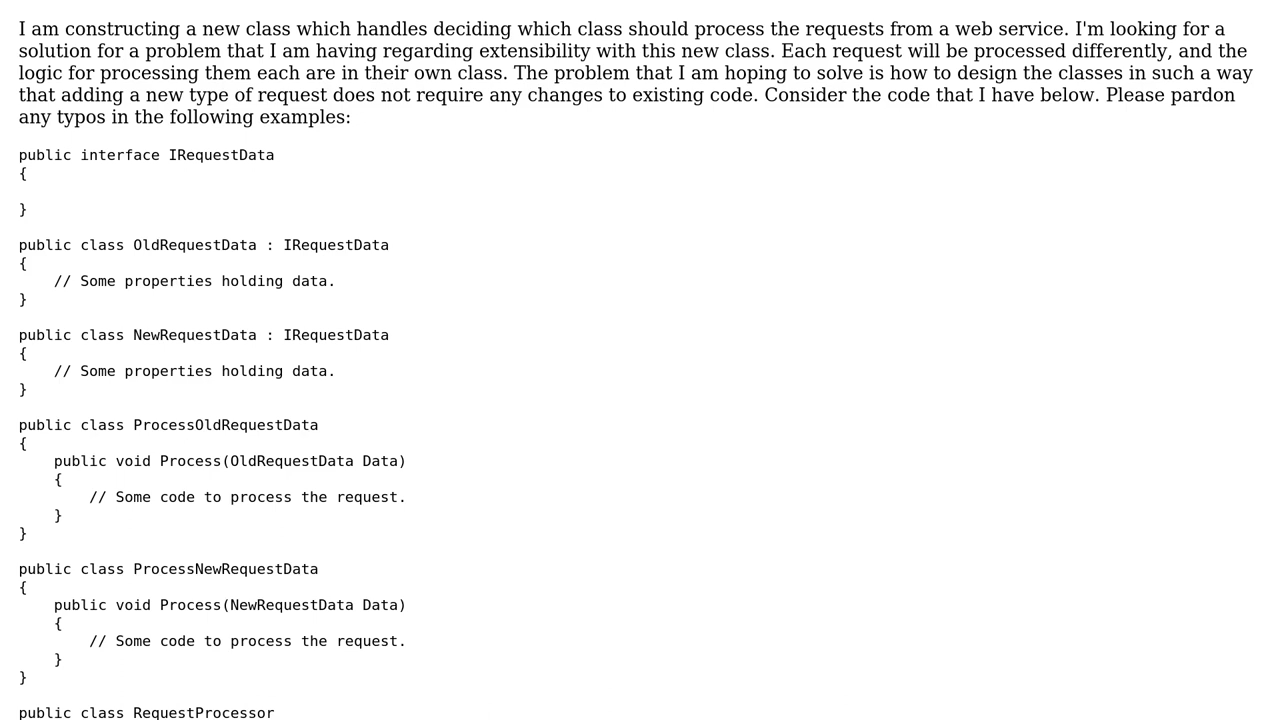 I am constructing a new class which handles deciding which class should process the requests from a web service. I'm looking for a
solution for a problem that I am having regarding extensibility with this new class. Each request will be processed differently, and the
logic for processing them each are in their own class. The problem that I am hoping to solve is how to design the classes in such a way
that adding a new type of request does not require any changes to existing code. Consider the code that I have below. Please pardon
any typos in the following examples:
public interface IRequestData
{
}
public class OldRequestData : IRequestData
{
    // Some properties holding data.
}
public class NewRequestData : IRequestData
{
    // Some properties holding data.
}
public class ProcessOldRequestData
{
    public void Process(OldRequestData Data)
    {
        // Some code to process the request.
    }
}
public class ProcessNewRequestData
{
    public void Process(NewRequestData Data)
    {
        // Some code to process the request.
    }
}
public class RequestProcessor